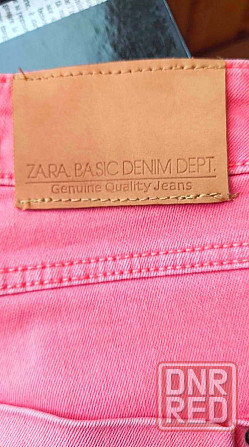 ZARA BASIC DENIM DEPT.
Genuine Quality Jeans
DNR
RED